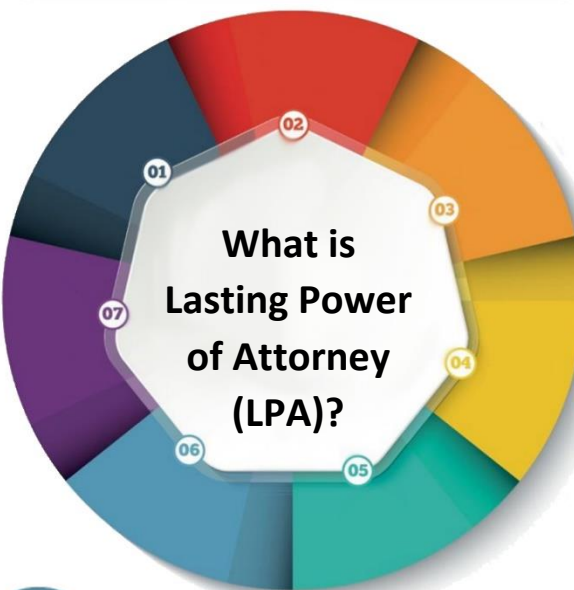 02
01
03
What is
Lasting Power
of Attorney
(LPA)?
07
04
06
05